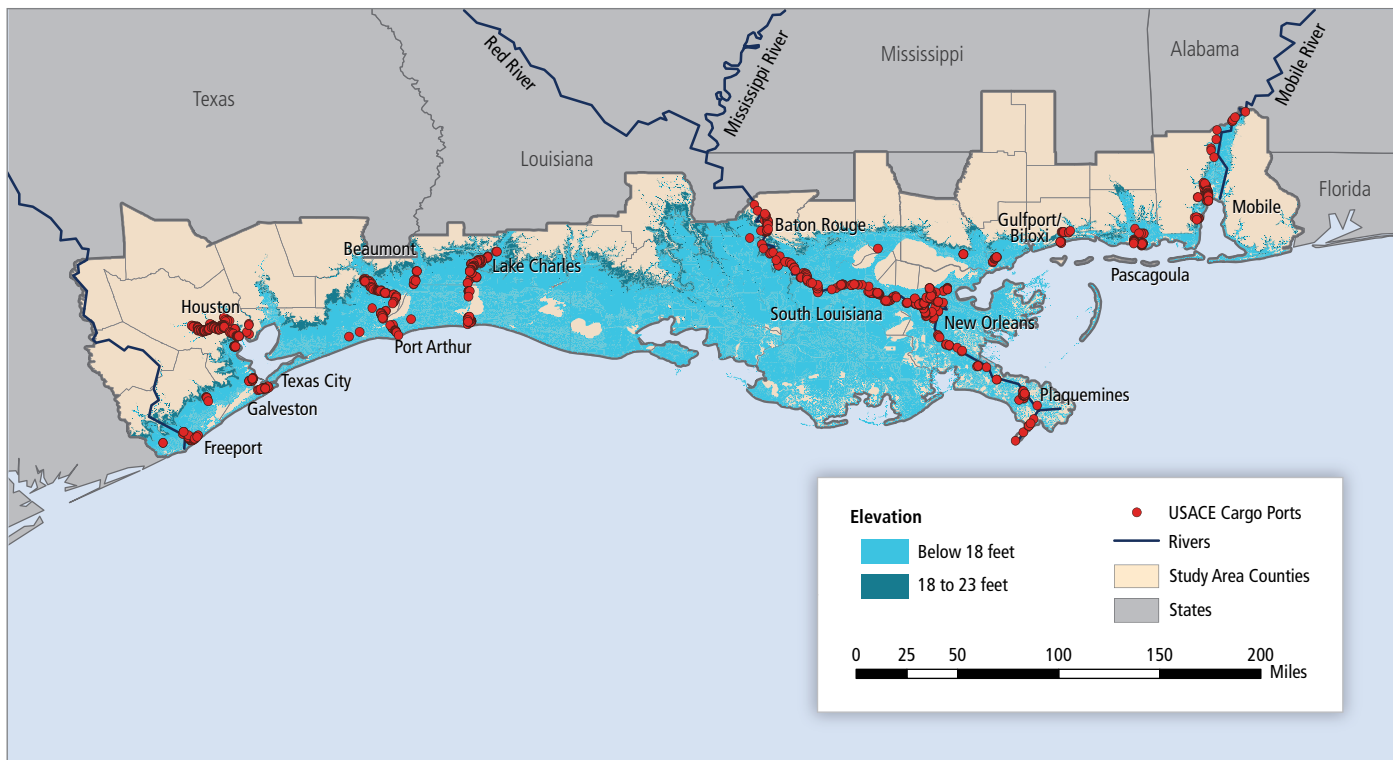 Texas
Red River
Mississippi River
Mississippi
Alabama
Mobile River
Louisiana
Florida
Beaumont
Baton Rouge
Gulfport/
Biloxi
Mobile
Lake Charles
Pascagoula
Houston
South Louisiana
New Orleans
Port Arthur
Texas City
Galveston
Plaquemines
Freeport
Elevation
Below 18 feet
18 to 23 feet
USACE Cargo Ports
Rivers
Study Area Counties
States
0 25 50 100 150 200
Miles